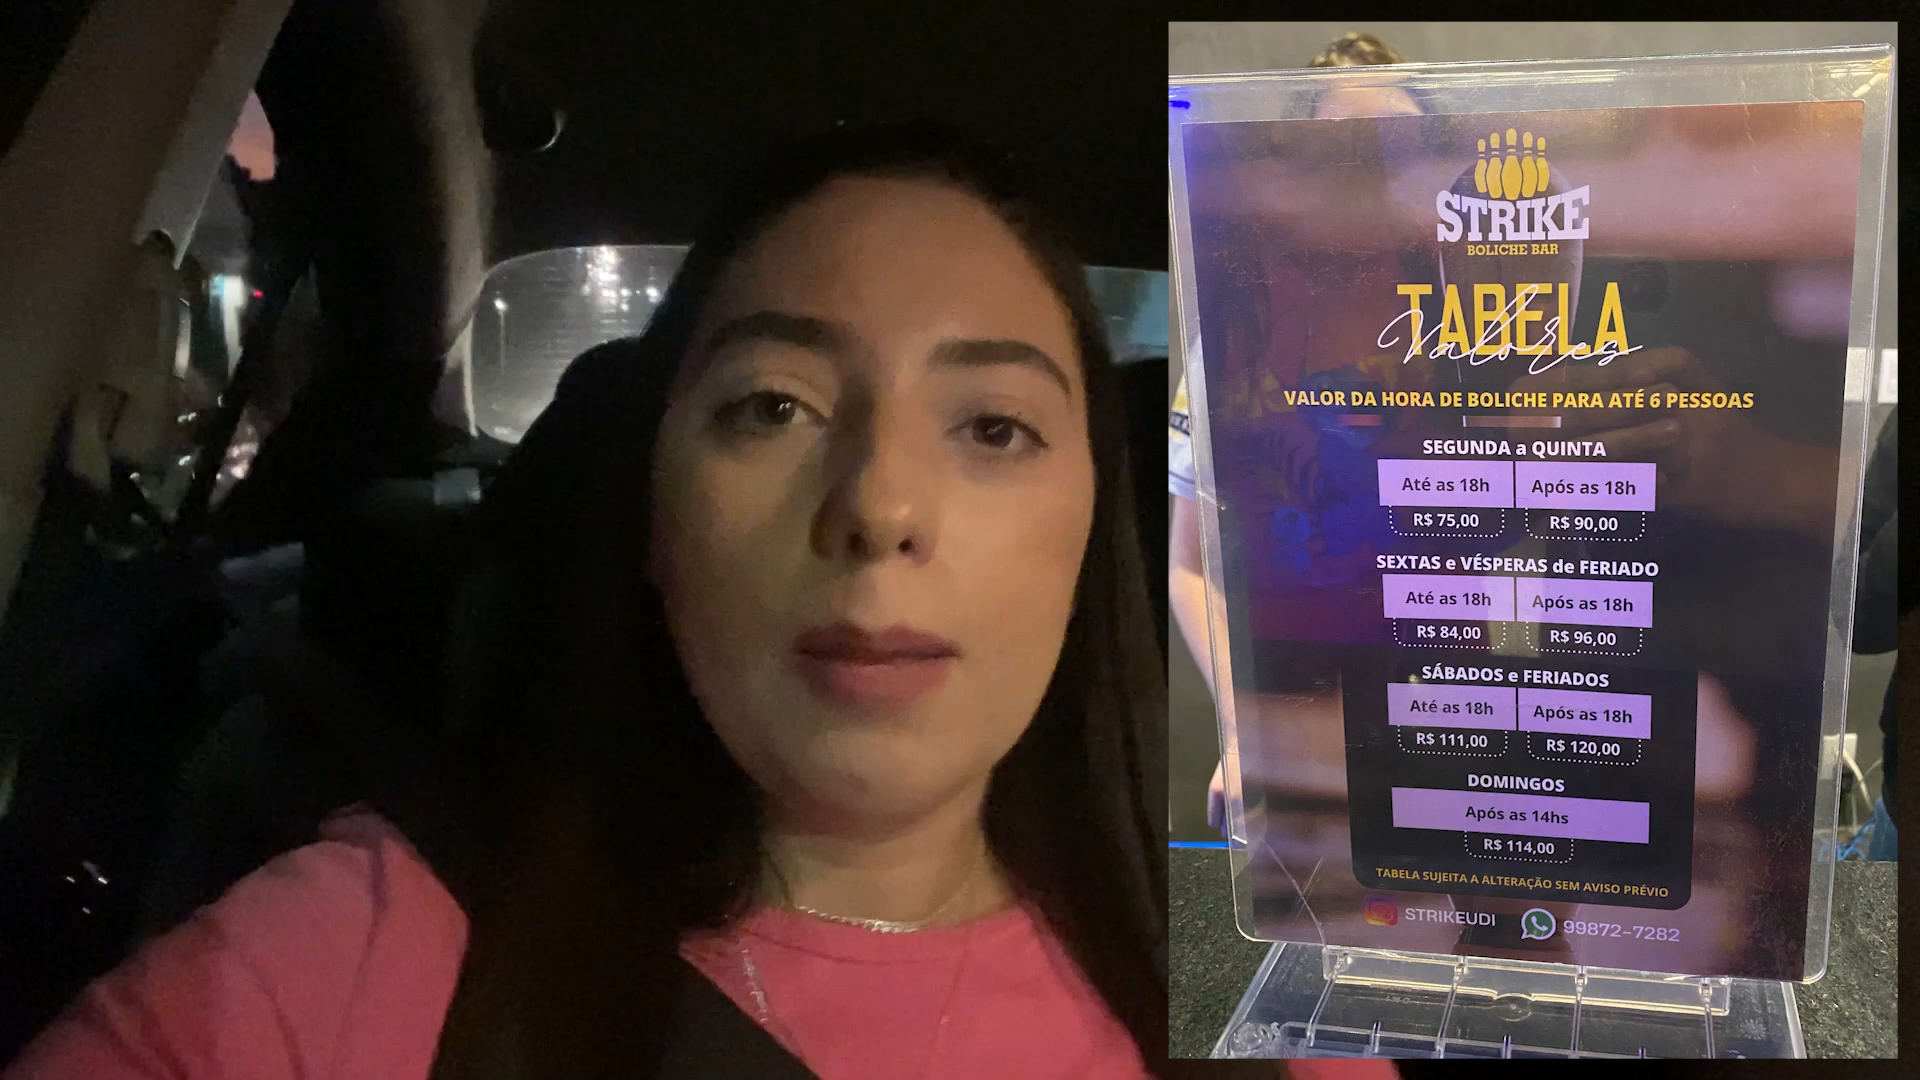 STRIKE
BOLICHE BAR
TABELA
Valores
VALOR DA HORA DE BOLICHE PARA ATÉ 6 PESSOAS
SEGUNDA a QUINTA
Até as 18h Após as 18h
R$ 75,00 R$ 90,00
SEXTAS e VÉSPERAS de FERIADO
Até as 18h Após as 18h
R$ 84,00 R$ 96,00
SÁBADOS e FERIADOS
Até as 18h Após as 18h
R$ 111,00 R$ 120,00
DOMINGOS
Após as 14hs
R$ 114,00
TABELA SUJEITA A ALTERAÇÃO SEM AVISO PRÉVIO
STRIKEUDI 99872-7282